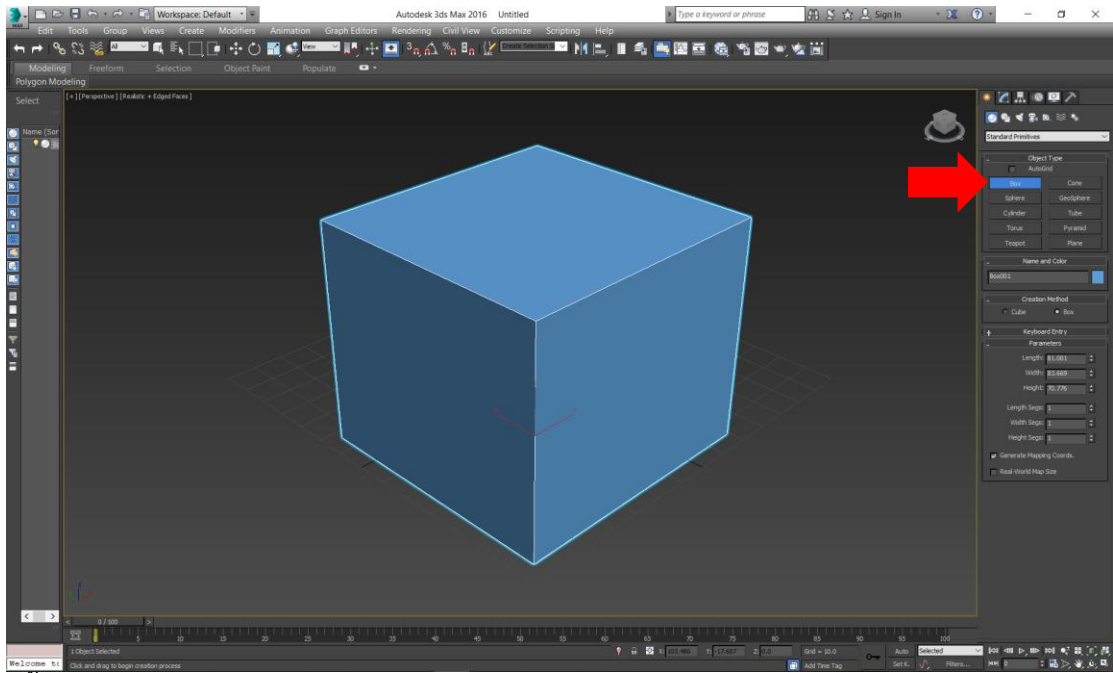 Workspace: Default
Autodesk 3ds Max 2016 Untitled
Type a keyword or phrase
Sign In
Edit Tools Group Views Create Modifiers Animation Graph Editors Rendering Civil View Customize Scripting Help
All
View
Create Selection S
Modeling Freeform Selection Object Paint Populate
Polygon Modeling
Select
[+] [Perspective] [Realistic + Edged Faces]
Name (Sor
Standard Primitives
Object Type
AutoGrid
Box Cone
Sphere GeoSphere
Cylinder Tube
Torus Pyramid
Teapot Plane
Name and Color
Box001
Creation Method
Cube Box
Keyboard Entry
Parameters
Length: 81.001
Width: 83.669
Height: 70.776
Length Segs: 1
Width Segs: 1
Height Segs: 1
Generate Mapping Coords.
Real-World Map Size
0 / 100
5 10 15 20 25 30 35 40 45 50 55 60 65 70 75 80 85 90 95 100
1 Object Selected
X: Y: Z: 0.0
Grid = 10.0
Auto Selected
Welcome to
Click and drag to begin creation process
Add Time Tag
Set K. Filters...
0